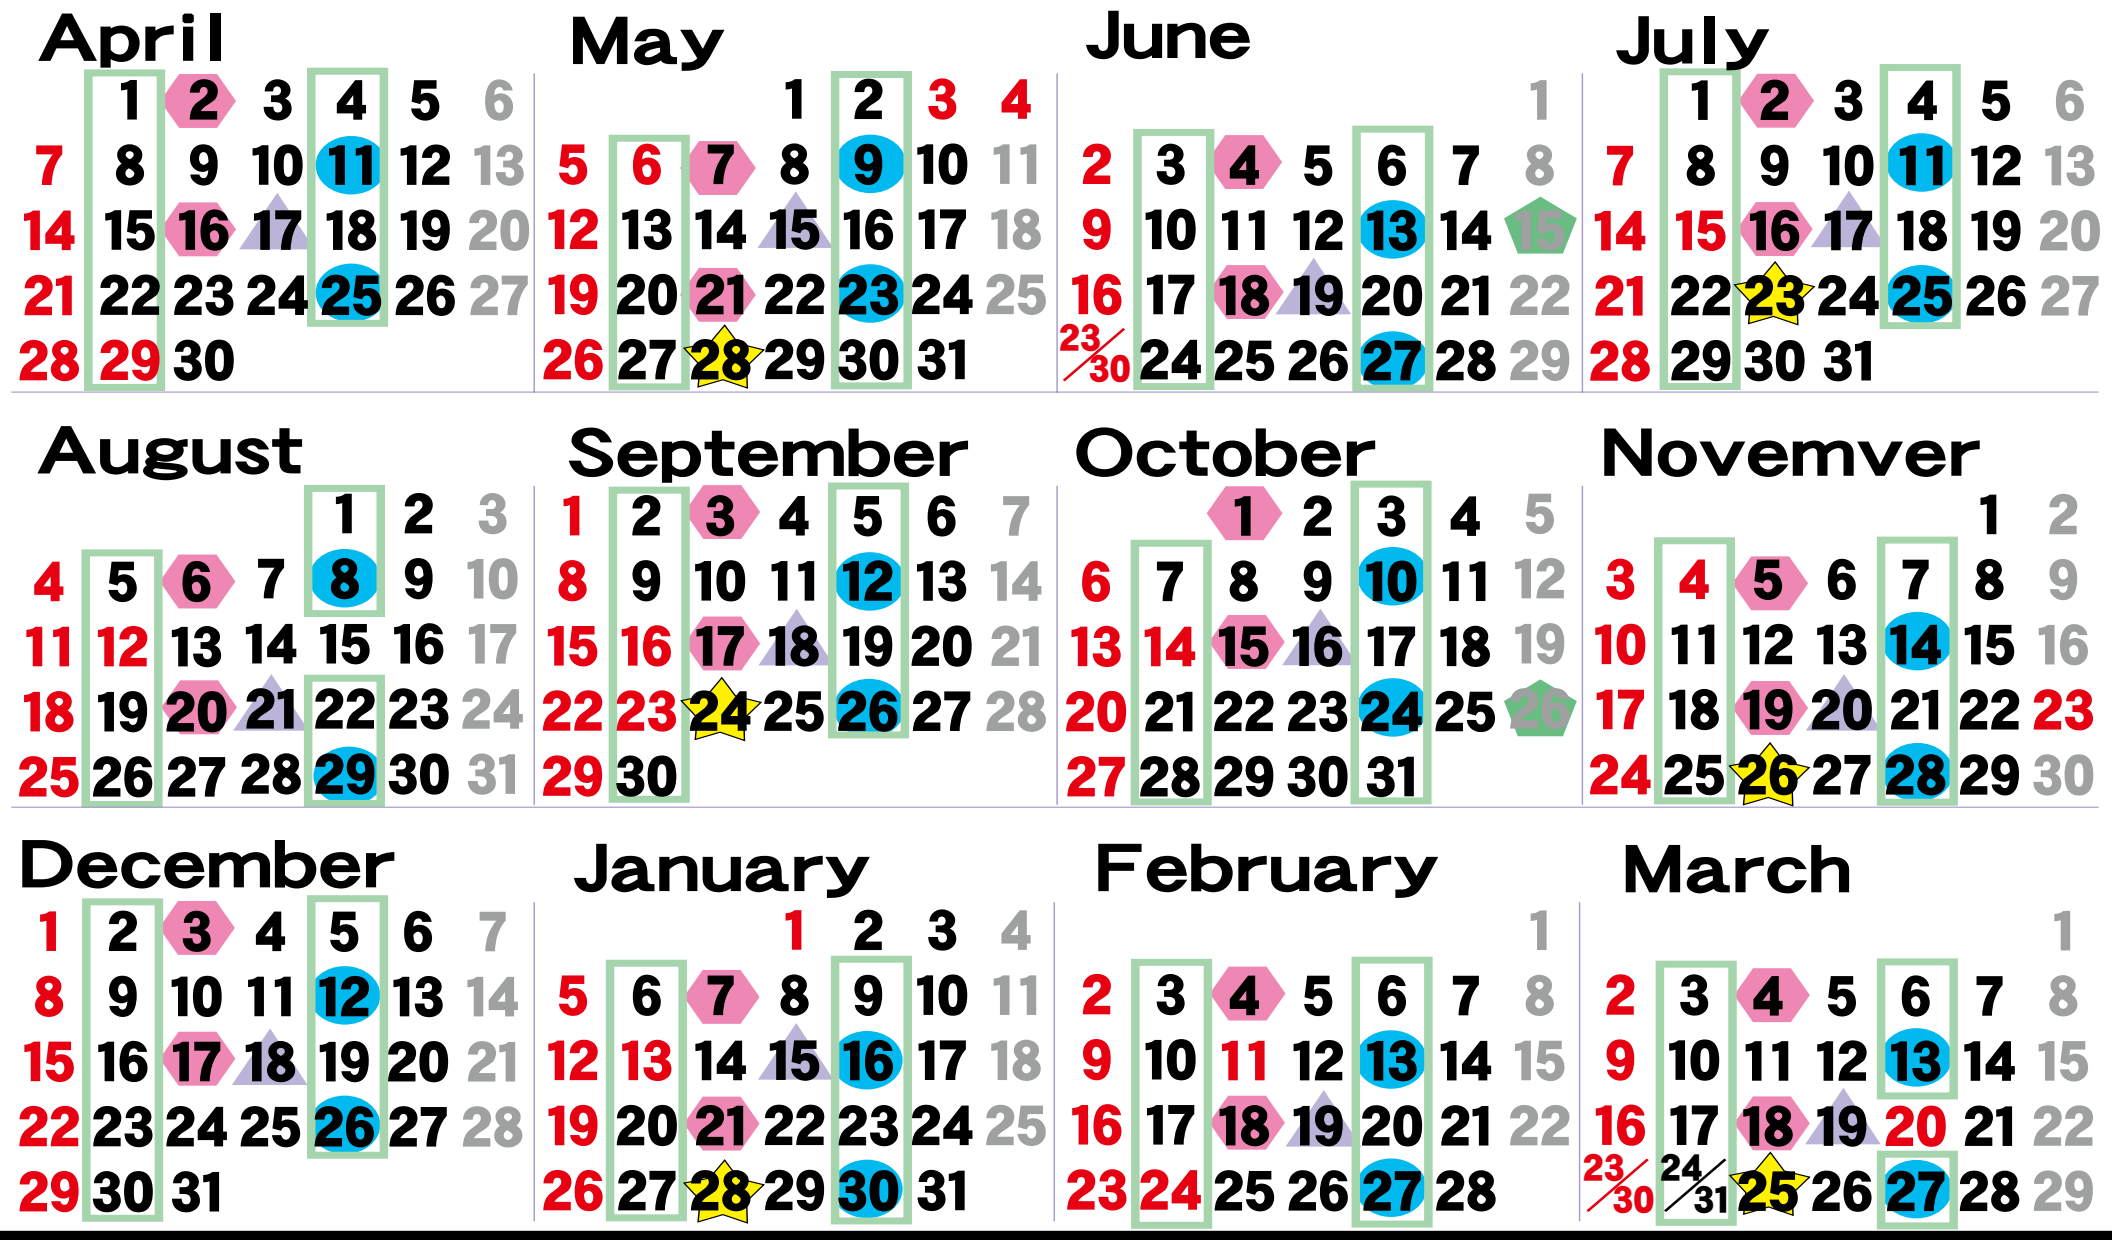 April
1 2 3 4 5 6
7 8 9 10 11 12 13
14 15 16 17 18 19 20
21 22 23 24 25 26 27
28 29 30
May
1 2 3 4
5 6 7 8 9 10 11
12 13 14 15 16 17 18
19 20 21 22 23 24 25
26 27 28 29 30 31
June
1
2 3 4 5 6 7 8
9 10 11 12 13 14 15
16 17 18 19 20 21 22
23/30 24 25 26 27 28 29
July
1 2 3 4 5 6
7 8 9 10 11 12 13
14 15 16 17 18 19 20
21 22 23 24 25 26 27
28 29 30 31
August
1 2 3
4 5 6 7 8 9 10
11 12 13 14 15 16 17
18 19 20 21 22 23 24
25 26 27 28 29 30 31
September
1 2 3 4 5 6 7
8 9 10 11 12 13 14
15 16 17 18 19 20 21
22 23 24 25 26 27 28
29 30
October
1 2 3 4 5
6 7 8 9 10 11 12
13 14 15 16 17 18 19
20 21 22 23 24 25 26
27 28 29 30 31
Novemver
1 2
3 4 5 6 7 8 9
10 11 12 13 14 15 16
17 18 19 20 21 22 23
24 25 26 27 28 29 30
December
1 2 3 4 5 6 7
8 9 10 11 12 13 14
15 16 17 18 19 20 21
22 23 24 25 26 27 28
29 30 31
January
1 2 3 4
5 6 7 8 9 10 11
12 13 14 15 16 17 18
19 20 21 22 23 24 25
26 27 28 29 30 31
February
1
2 3 4 5 6 7 8
9 10 11 12 13 14 15
16 17 18 19 20 21 22
23 24 25 26 27 28
March
1
2 3 4 5 6 7 8
9 10 11 12 13 14 15
16 17 18 19 20 21 22
23/30 24/31 25 26 27 28 29